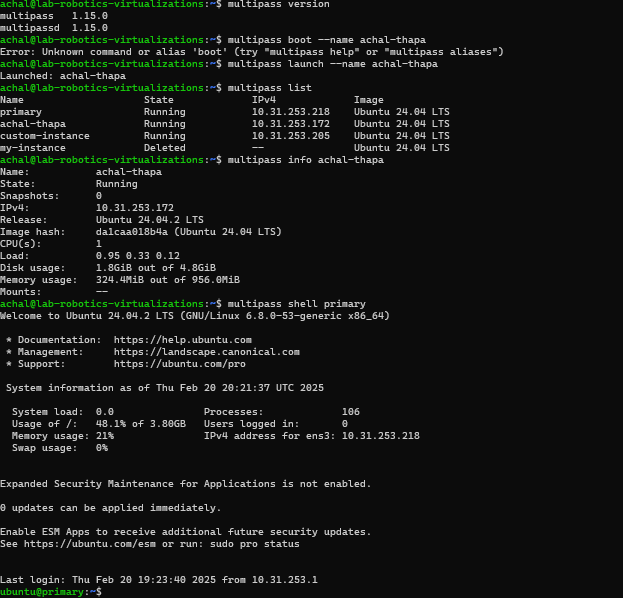 achal@lab-robotics-virtualizations:~$ multipass version
multipass   1.15.0
multipassd  1.15.0
achal@lab-robotics-virtualizations:~$ multipass boot --name achal-thapa
Error: Unknown command or alias 'boot' (try "multipass help" or "multipass aliases")
achal@lab-robotics-virtualizations:~$ multipass launch --name achal-thapa
Launched: achal-thapa
achal@lab-robotics-virtualizations:~$ multipass list
Name                    State             IPv4             Image
primary                 Running           10.31.253.218    Ubuntu 24.04 LTS
achal-thapa             Running           10.31.253.172    Ubuntu 24.04 LTS
custom-instance         Running           10.31.253.205    Ubuntu 24.04 LTS
my-instance             Deleted           --               Ubuntu 24.04 LTS
achal@lab-robotics-virtualizations:~$ multipass info achal-thapa
Name:           achal-thapa
State:          Running
Snapshots:      0
IPv4:           10.31.253.172
Release:        Ubuntu 24.04.2 LTS
Image hash:     da1caa018b4a (Ubuntu 24.04 LTS)
CPU(s):         1
Load:           0.95 0.33 0.12
Disk usage:     1.8GiB out of 4.8GiB
Memory usage:   324.4MiB out of 956.0MiB
Mounts:         --
achal@lab-robotics-virtualizations:~$ multipass shell primary
Welcome to Ubuntu 24.04.2 LTS (GNU/Linux 6.8.0-53-generic x86_64)
 * Documentation:  https://help.ubuntu.com
 * Management:     https://landscape.canonical.com
 * Support:        https://ubuntu.com/pro
 System information as of Thu Feb 20 20:21:37 UTC 2025
  System load:  0.0               Processes:             106
  Usage of /:   48.1% of 3.80GB   Users logged in:       0
  Memory usage: 21%               IPv4 address for ens3: 10.31.253.218
  Swap usage:   0%
Expanded Security Maintenance for Applications is not enabled.
0 updates can be applied immediately.
Enable ESM Apps to receive additional future security updates.
See https://ubuntu.com/esm or run: sudo pro status
Last login: Thu Feb 20 19:23:40 2025 from 10.31.253.1
ubuntu@primary:~$